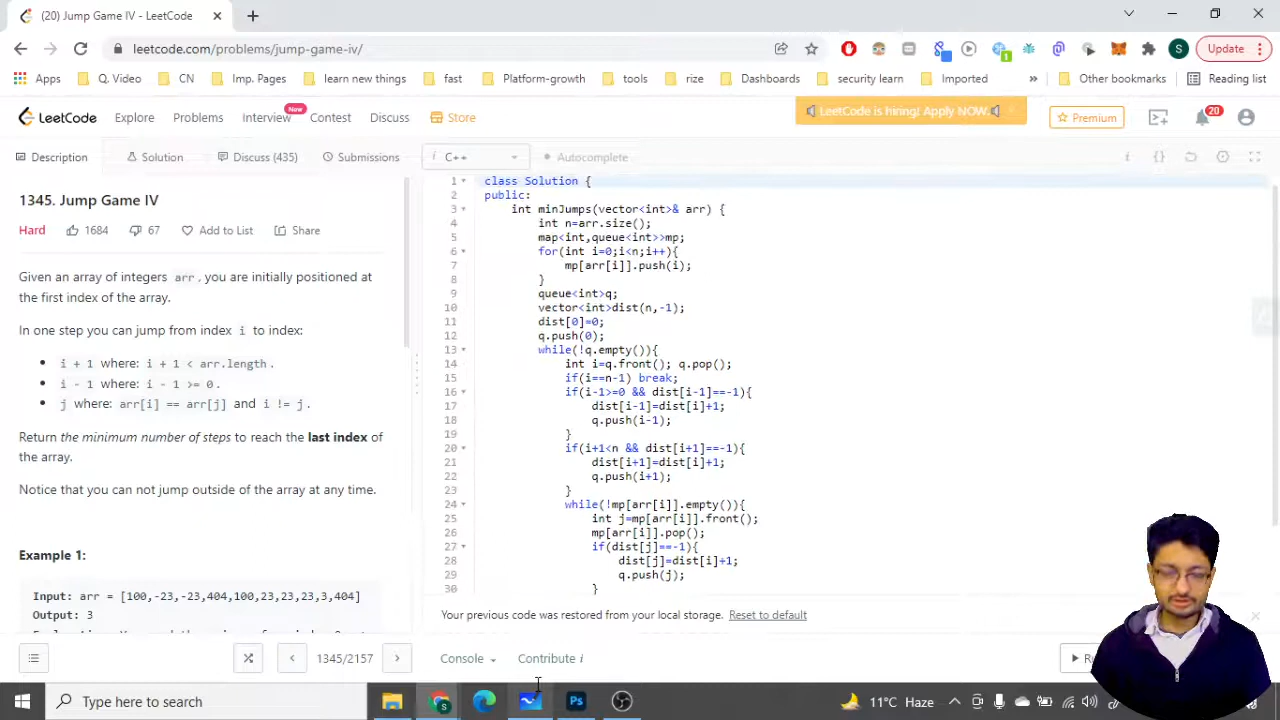 (20) Jump Game IV - LeetCode
leetcode.com/problems/jump-game-iv/
S
Update
Apps
Q. Video
CN
Imp. Pages
learn new things
fast
Platform-growth
tools
rize
Dashboards
security learn
Imported
»
Other bookmarks
Reading list
LeetCode
Explore
Problems
Interview
New
Contest
Discuss
Store
LeetCode is hiring! Apply NOW.
Premium
20
Description
Solution
Discuss (435)
Submissions
i C++
Autocomplete
1345. Jump Game IV
Hard
1684
67
Add to List
Share
Given an array of integers arr, you are initially positioned at
the first index of the array.
In one step you can jump from index i to index:
• i + 1 where: i + 1 < arr.length.
• i - 1 where: i - 1 >= 0.
• j where: arr[i] == arr[j] and i != j.
Return the minimum number of steps to reach the last index of
the array.
Notice that you can not jump outside of the array at any time.
Example 1:
Input: arr = [100,-23,-23,404,100,23,23,23,3,404]
Output: 3
1 class Solution {
2 public:
3 int minJumps(vector<int>& arr) {
4 int n=arr.size();
5 map<int,queue<int>>mp;
6 for(int i=0;i<n;i++){
7 mp[arr[i]].push(i);
8 }
9 queue<int>q;
10 vector<int>dist(n,-1);
11 dist[0]=0;
12 q.push(0);
13 while(!q.empty()){
14 int i=q.front(); q.pop();
15 if(i==n-1) break;
16 if(i-1>=0 && dist[i-1]==-1){
17 dist[i-1]=dist[i]+1;
18 q.push(i-1);
19 }
20 if(i+1<n && dist[i+1]==-1){
21 dist[i+1]=dist[i]+1;
22 q.push(i+1);
23 }
24 while(!mp[arr[i]].empty()){
25 int j=mp[arr[i]].front();
26 mp[arr[i]].pop();
27 if(dist[j]==-1){
28 dist[j]=dist[i]+1;
29 q.push(j);
30 }
Your previous code was restored from your local storage. Reset to default
1345/2157
Console
Contribute i
Type here to search
Ps
11°C Haze